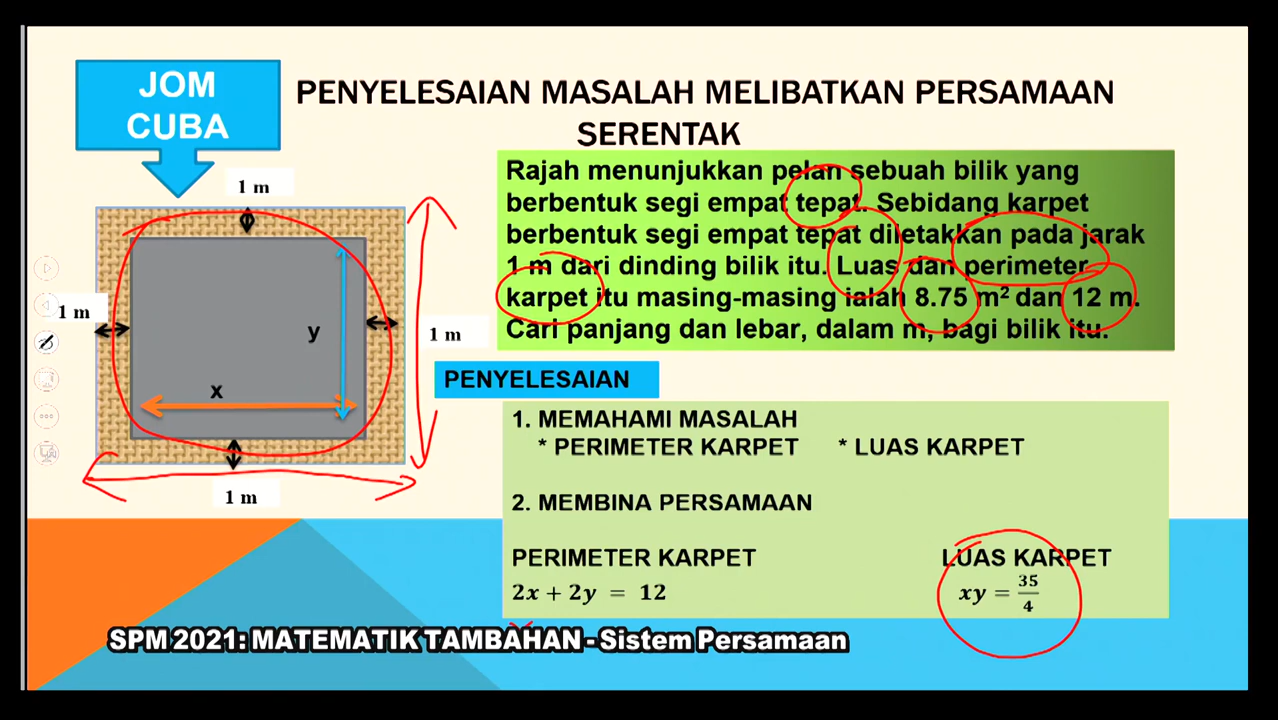 JOM
CUBA
PENYELESAIAN MASALAH MELIBATKAN PERSAMAAN
SERENTAK
1 m
1 m
y
x
1 m
1 m
Rajah menunjukkan pelan sebuah bilik yang
berbentuk segi empat tepat. Sebidang karpet
berbentuk segi empat tepat diletakkan pada jarak
1 m dari dinding bilik itu. Luas dan perimeter
karpet itu masing-masing ialah 8.75 m² dan 12 m.
Cari panjang dan lebar, dalam m, bagi bilik itu.
PENYELESAIAN
1. MEMAHAMI MASALAH
* PERIMETER KARPET * LUAS KARPET
2. MEMBINA PERSAMAAN
PERIMETER KARPET LUAS KARPET
2x + 2y = 12 xy = 35/4
SPM 2021: MATEMATIK TAMBAHAN - Sistem Persamaan